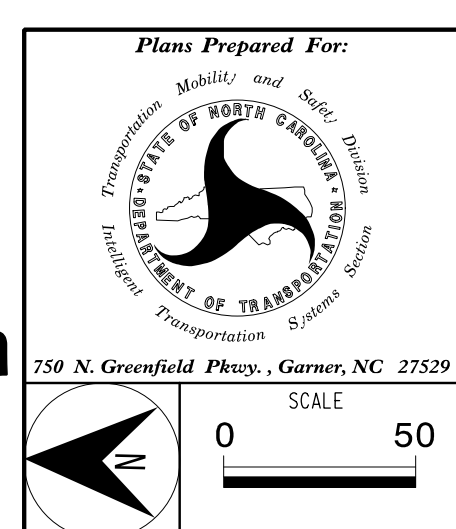 Plans Prepared For:
Transportation Mobility and Safety Division
STATE OF NORTH CAROLINA
DEPARTMENT OF TRANSPORTATION
Intelligent Transportation Systems Section
750 N. Greenfield Pkwy. , Garner, NC 27529
SCALE
0 50
N